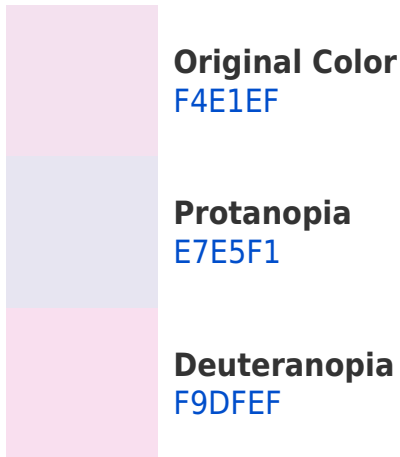 Original Color
F4E1EF
Protanopia
E7E5F1
Deuteranopia
F9DFEF